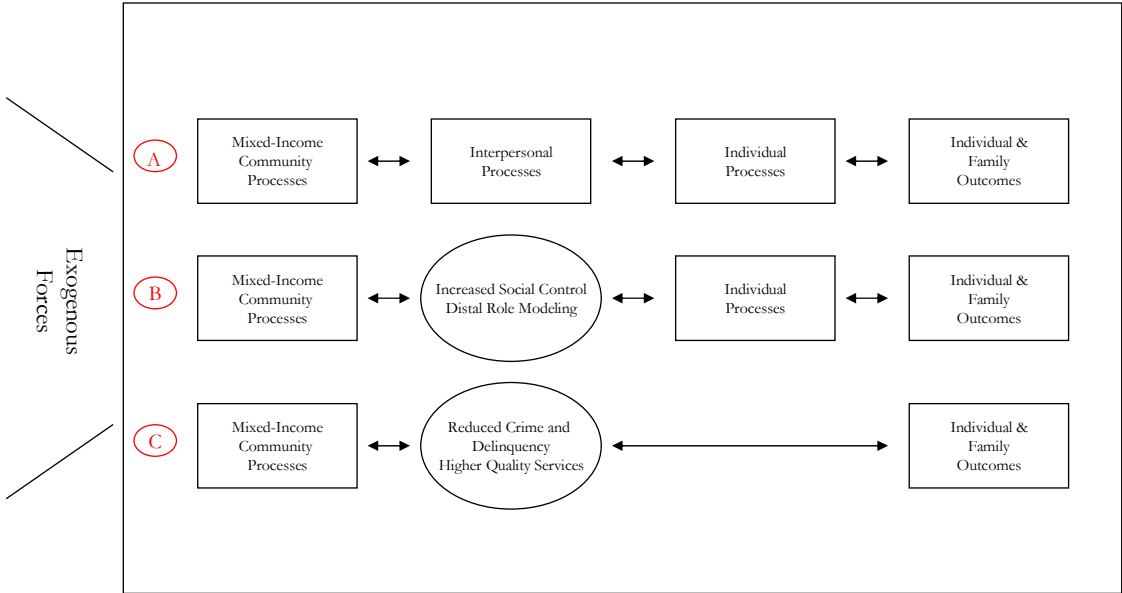 Exogenous
Forces
A
Mixed-Income
Community
Processes
Interpersonal
Processes
Individual
Processes
Individual &
Family
Outcomes
B
Mixed-Income
Community
Processes
Increased Social Control
Distal Role Modeling
Individual
Processes
Individual &
Family
Outcomes
C
Mixed-Income
Community
Processes
Reduced Crime and
Delinquency
Higher Quality Services
Individual &
Family
Outcomes